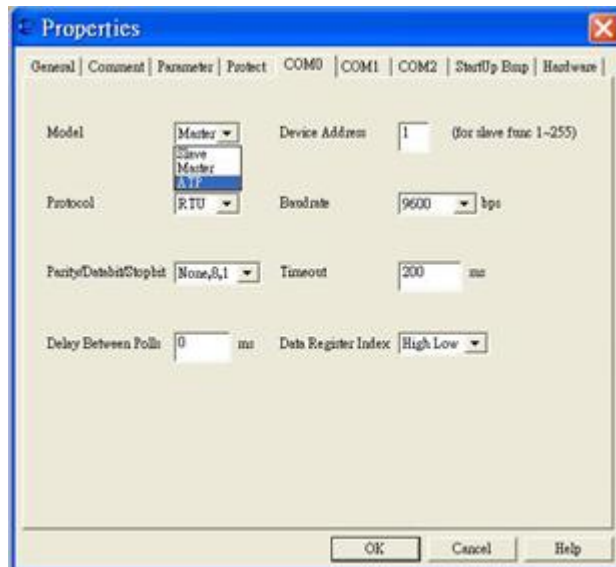 Properties
General | Comment | Parameter | Protect | COM0 | COM1 | COM2 | StartUp Bmp | Hardware
Model Master Device Address 1 (for slave func 1~255)
Slave
Master
ATP
Protocol RTU Baudrate 9600 bps
Parity/Databit/Stopbit None,8,1 Timeout 200 ms
Delay Between Polls 0 ms Data Register Index High Low
OK Cancel Help